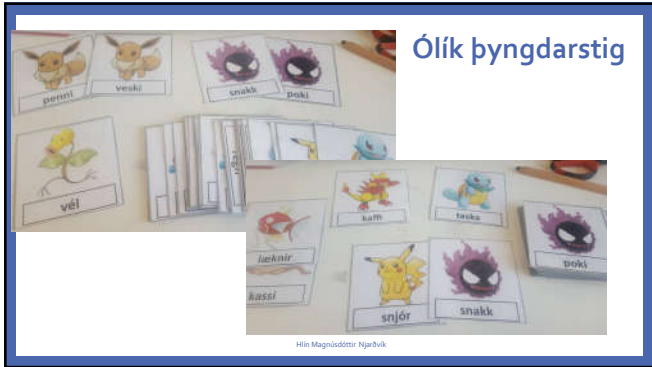 Ólík þyngdarstig
penni
veski
snakk
poki
vél
kaffi
taska
læknir
poki
kassi
snjór
snakk
Hlín Magnúsdóttir Njarðvík